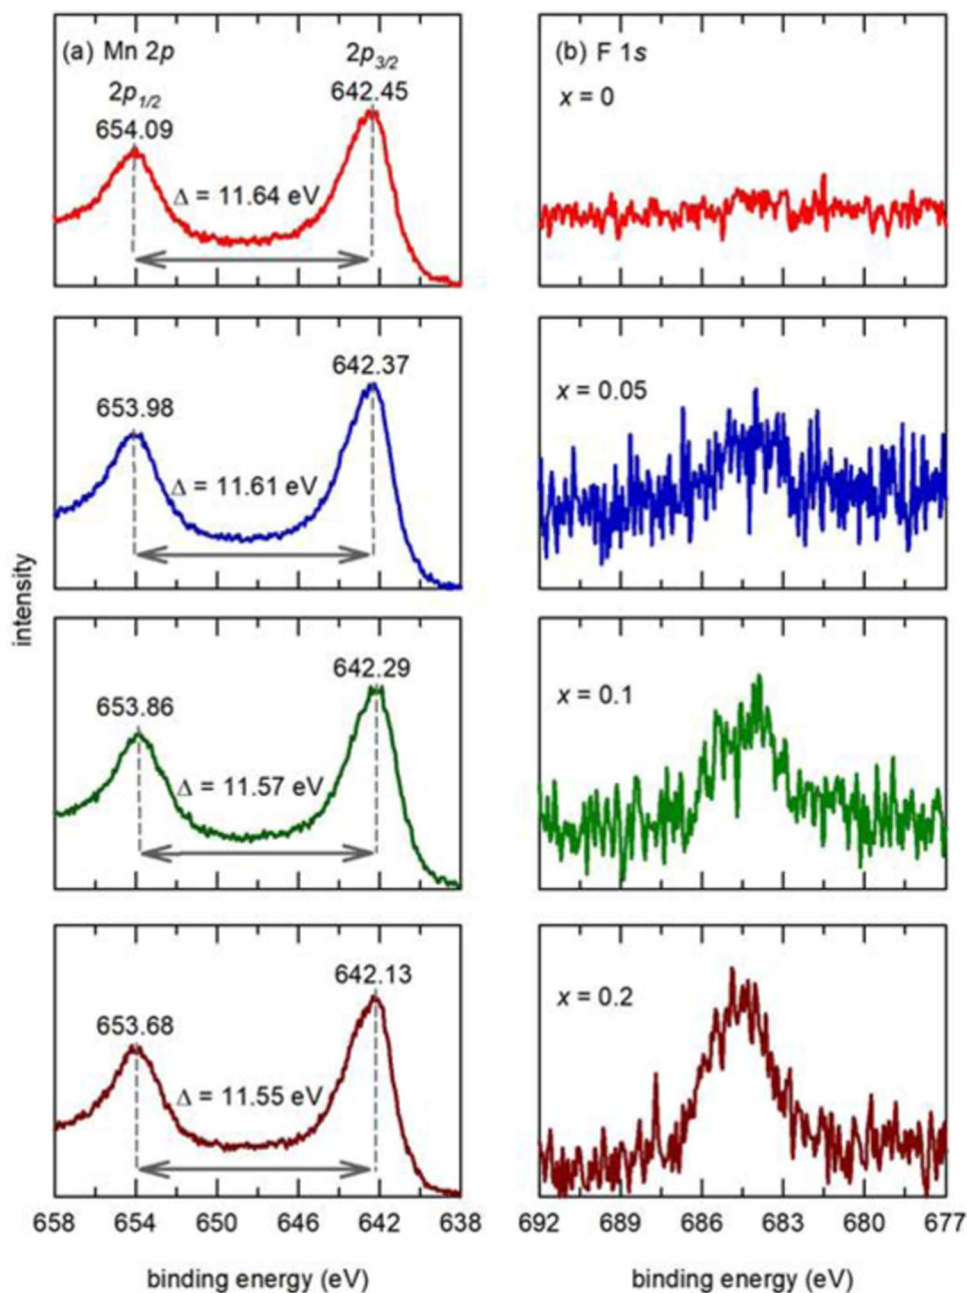 (a) Mn 2p
2p3/2
642.45
2p1/2
654.09
Δ = 11.64 eV
(b) F 1s
x = 0
642.37
653.98
Δ = 11.61 eV
x = 0.05
642.29
653.86
Δ = 11.57 eV
x = 0.1
642.13
653.68
Δ = 11.55 eV
x = 0.2
intensity
658 654 650 646 642 638
binding energy (eV)
692 689 686 683 680 677
binding energy (eV)